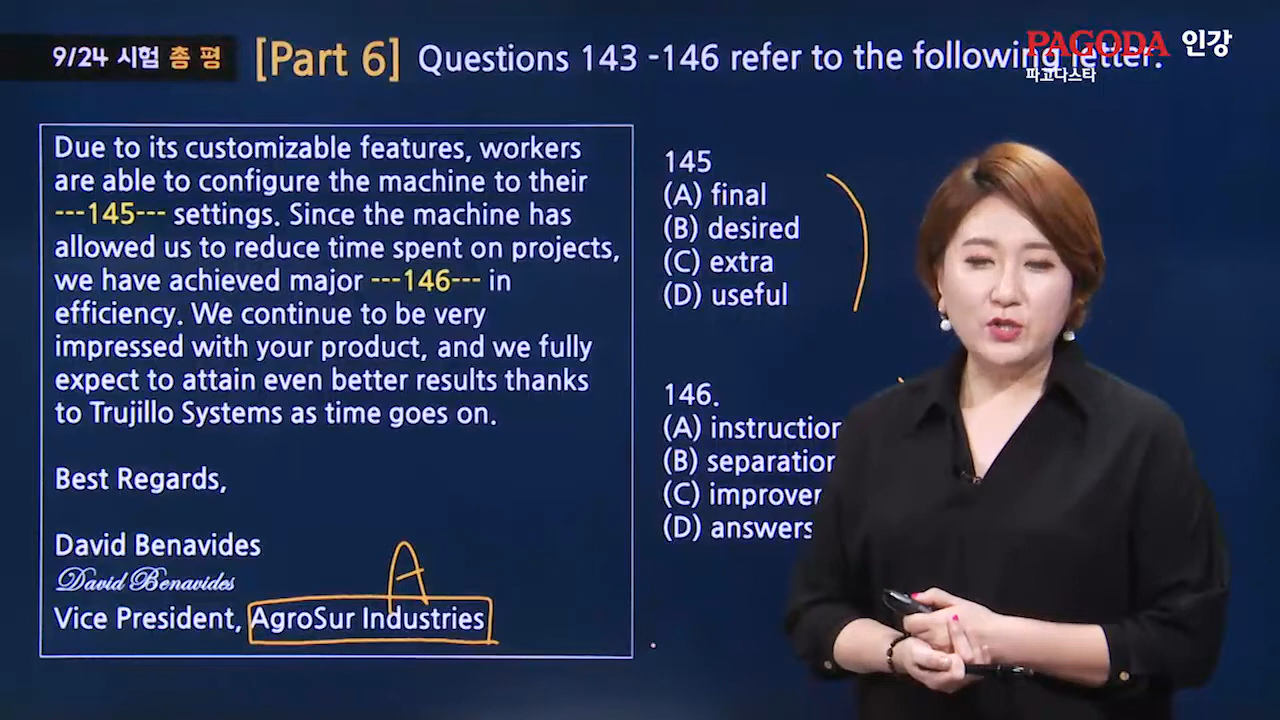 9/24 시험 총 평
[Part 6] Questions 143 -146 refer to the following letter.
PAGODA 인강
파고다스타
Due to its customizable features, workers
are able to configure the machine to their
---145--- settings. Since the machine has
allowed us to reduce time spent on projects,
we have achieved major ---146--- in
efficiency. We continue to be very
impressed with your product, and we fully
expect to attain even better results thanks
to Trujillo Systems as time goes on.
Best Regards,
David Benavides
David Benavides
Vice President, AgroSur Industries
A
145
(A) final
(B) desired
(C) extra
(D) useful
146.
(A) instruction
(B) separation
(C) improver
(D) answers